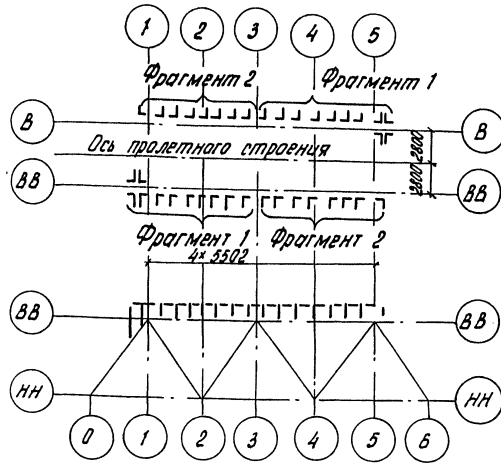 1 2 3 4 5
Фрагмент 2 Фрагмент 1
В В
Ось пролетного строения
2800
2800
ВВ ВВ
Фрагмент 1 Фрагмент 2
4×5502
ВВ ВВ
НН НН
0 1 2 3 4 5 6